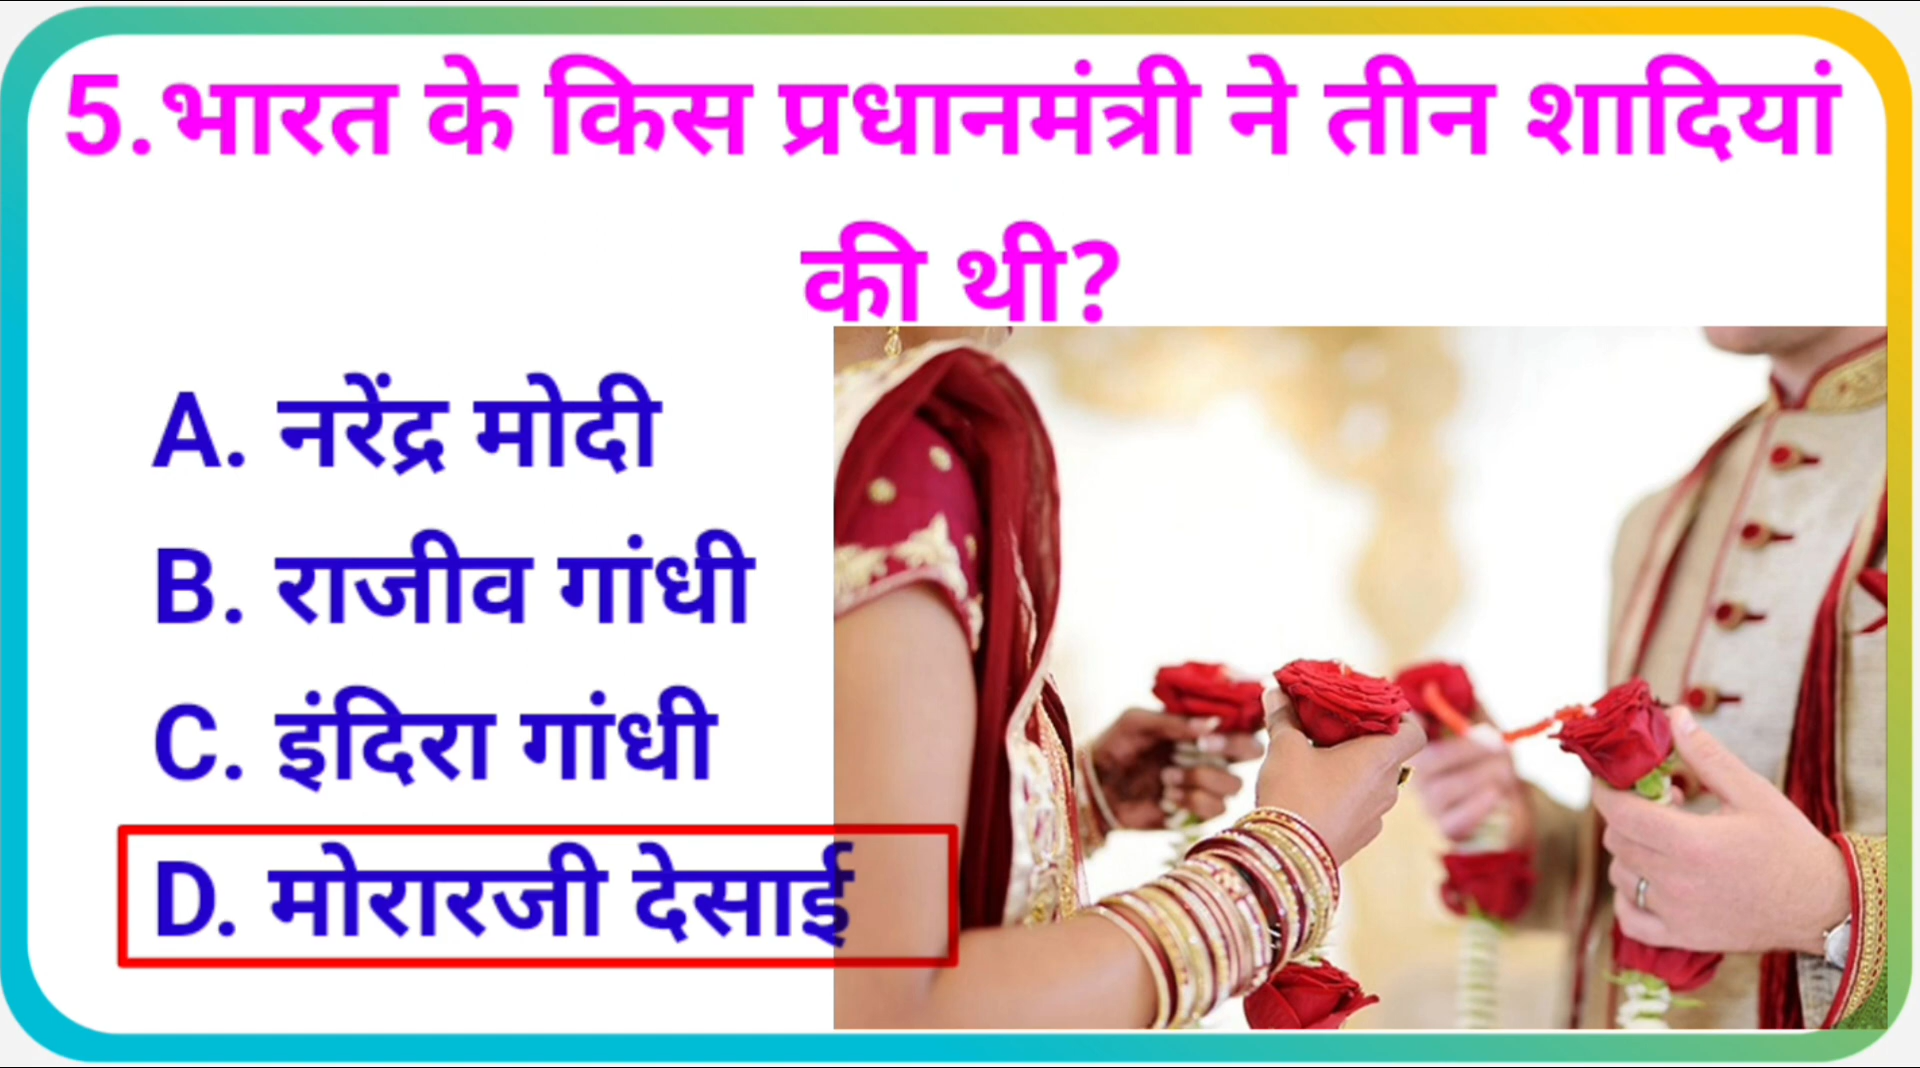 5.भारत के किस प्रधानमंत्री ने तीन शादियां
की थी?
A. नरेंद्र मोदी
B. राजीव गांधी
C. इंदिरा गांधी
D. मोरारजी देसाई